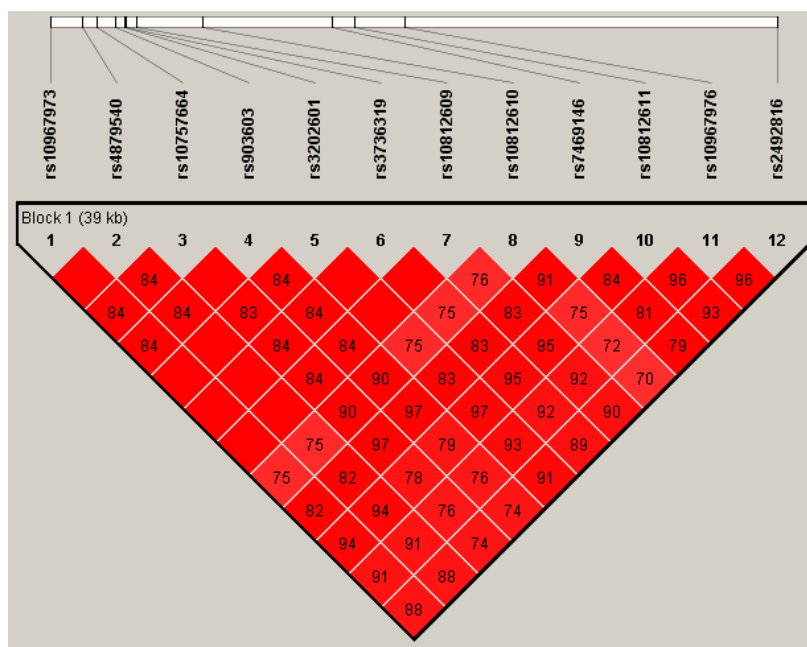 rs10967973
rs4879540
rs10757664
rs903603
rs3202601
rs3736319
rs10812609
rs10812610
rs7469146
rs10812611
rs10967976
rs2492816
Block 1 (39 kb)
1 2 3 4 5 6 7 8 9 10 11 12
84 84 76 91 84 96 96
84 84 83 84 75 83 75 81 93
84 84 84 75 83 95 72 79
84 90 83 95 92 70
90 97 97 92 90
75 97 79 93 89
75 82 78 76 91
82 94 76 74
94 91 74
91 88
88